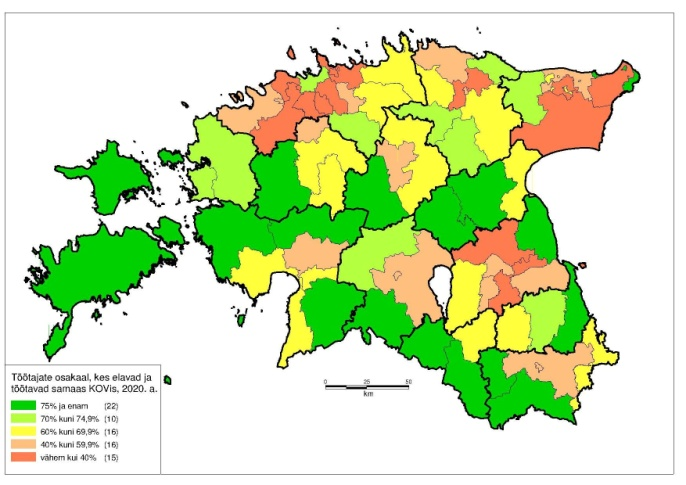 0 25 50
km
Töötajate osakaal, kes elavad ja
töötavad samaas KOVis, 2020. a.
75% ja enam (22)
70% kuni 74,9% (10)
60% kuni 69,9% (16)
40% kuni 59,9% (16)
vähem kui 40% (15)